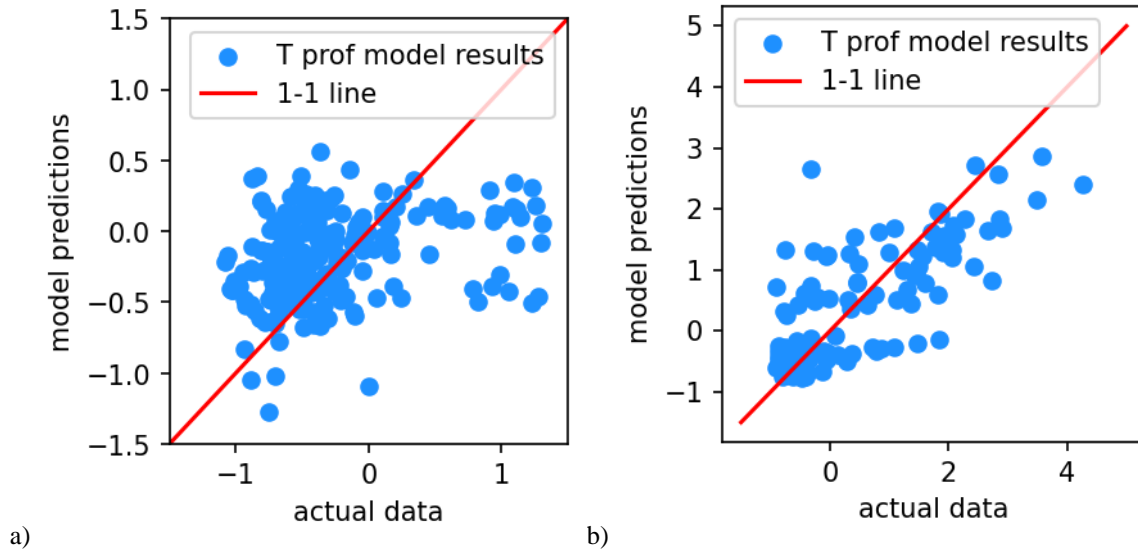 1.5
1.0
0.5
0.0
−0.5
−1.0
−1.5
model predictions
T prof model results
1-1 line
−1
0
1
actual data
a)
5
4
3
2
1
0
−1
model predictions
T prof model results
1-1 line
0
2
4
actual data
b)